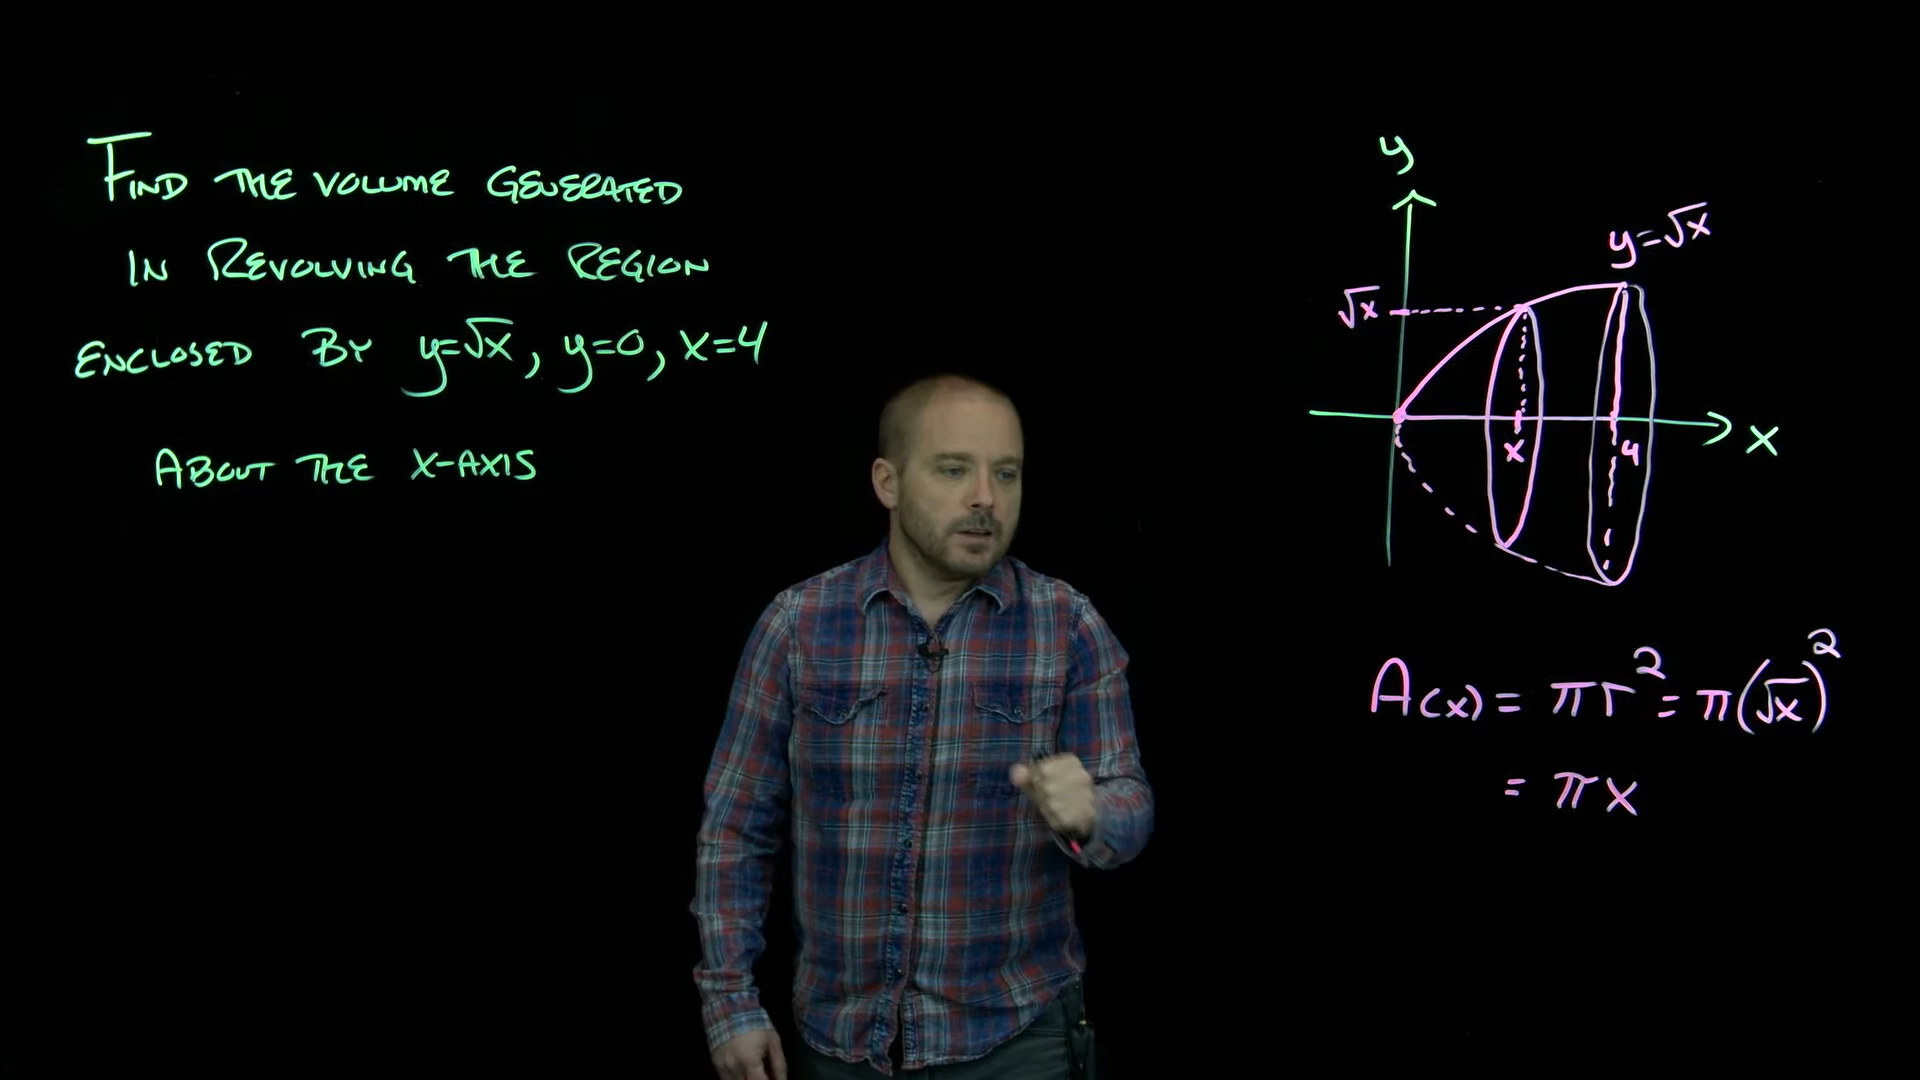 FIND THE VOLUME GENERATED
IN REVOLVING THE REGION
ENCLOSED BY y=√x, y=0, x=4
ABOUT THE X-AXIS
y
y=√x
√x
x
4
x
A(x) = πr² = π(√x)²
= πx